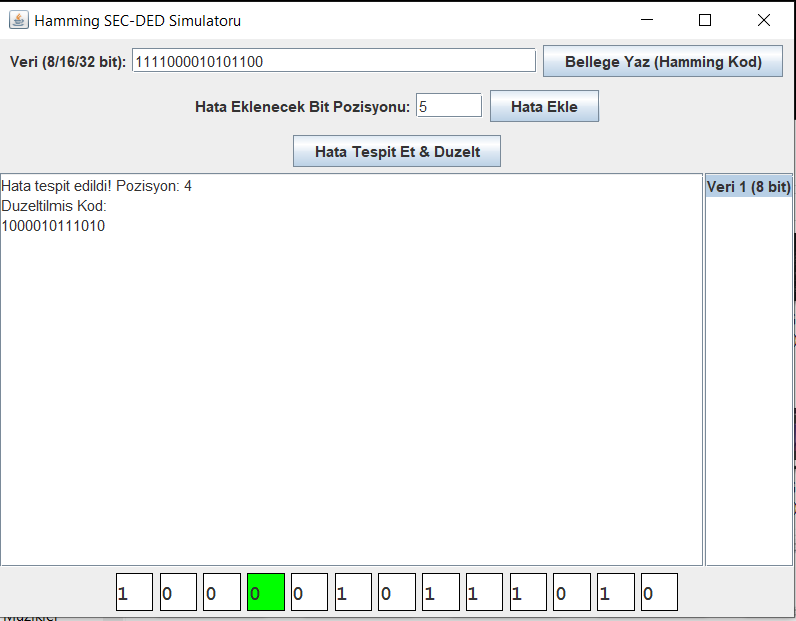 Hamming SEC-DED Simulatoru
Veri (8/16/32 bit): 1111000010101100 Bellege Yaz (Hamming Kod)
Hata Eklenecek Bit Pozisyonu: 5 Hata Ekle
Hata Tespit Et & Duzelt
Hata tespit edildi! Pozisyon: 4
Duzeltilmis Kod:
1000010111010
Veri 1 (8 bit)
1 0 0 0 0 1 0 1 1 1 0 1 0